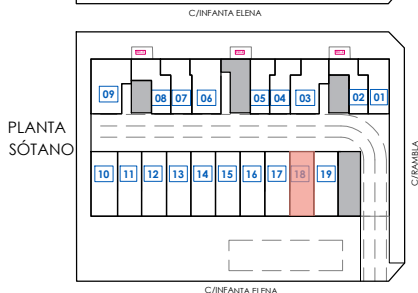 C/INFANTA ELENA
09 08 07 06 05 04 03 02 01
PLANTA
SÓTANO
10 11 12 13 14 15 16 17 18 19
C/RAMBLA
C/INFANTA ELENA